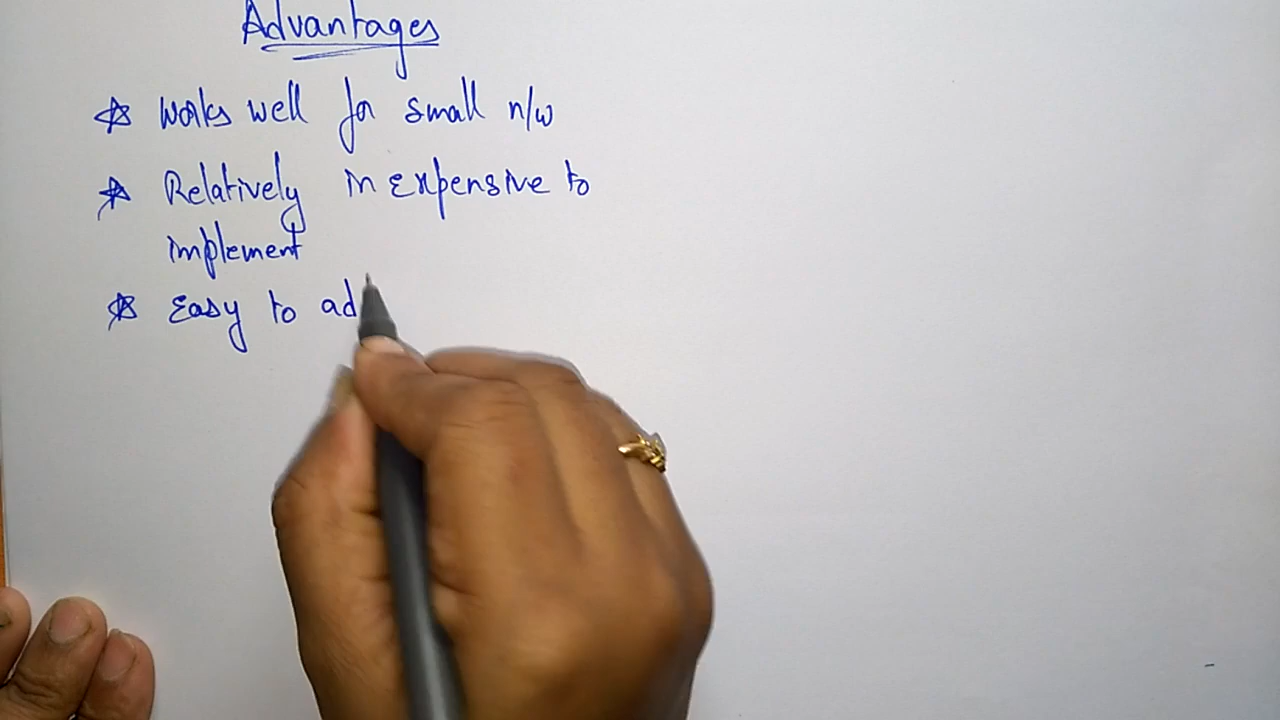 Advantages
☆ Works well for small n/w
☆ Relatively inexpensive to
implement
☆ Easy to ad